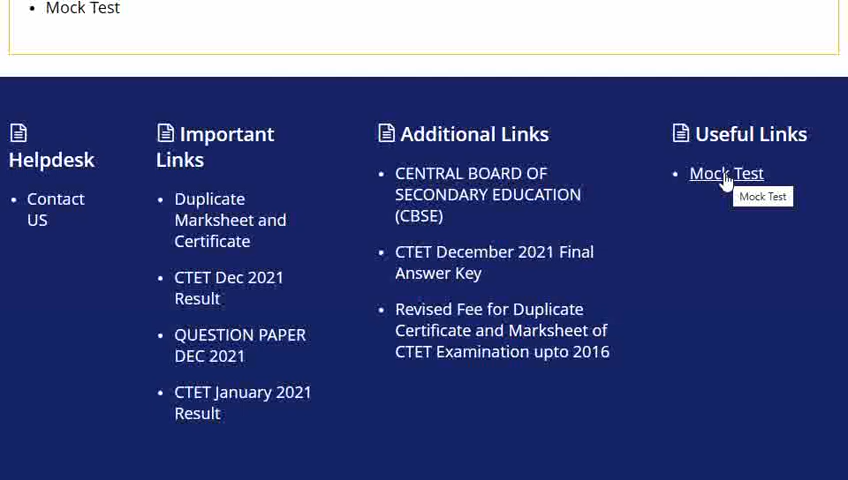 Mock Test
Helpdesk
Contact
US
Important
Links
Duplicate
Marksheet and
Certificate
CTET Dec 2021
Result
QUESTION PAPER
DEC 2021
CTET January 2021
Result
Additional Links
CENTRAL BOARD OF
SECONDARY EDUCATION
(CBSE)
CTET December 2021 Final
Answer Key
Revised Fee for Duplicate
Certificate and Marksheet of
CTET Examination upto 2016
Useful Links
Mock Test
Mock Test